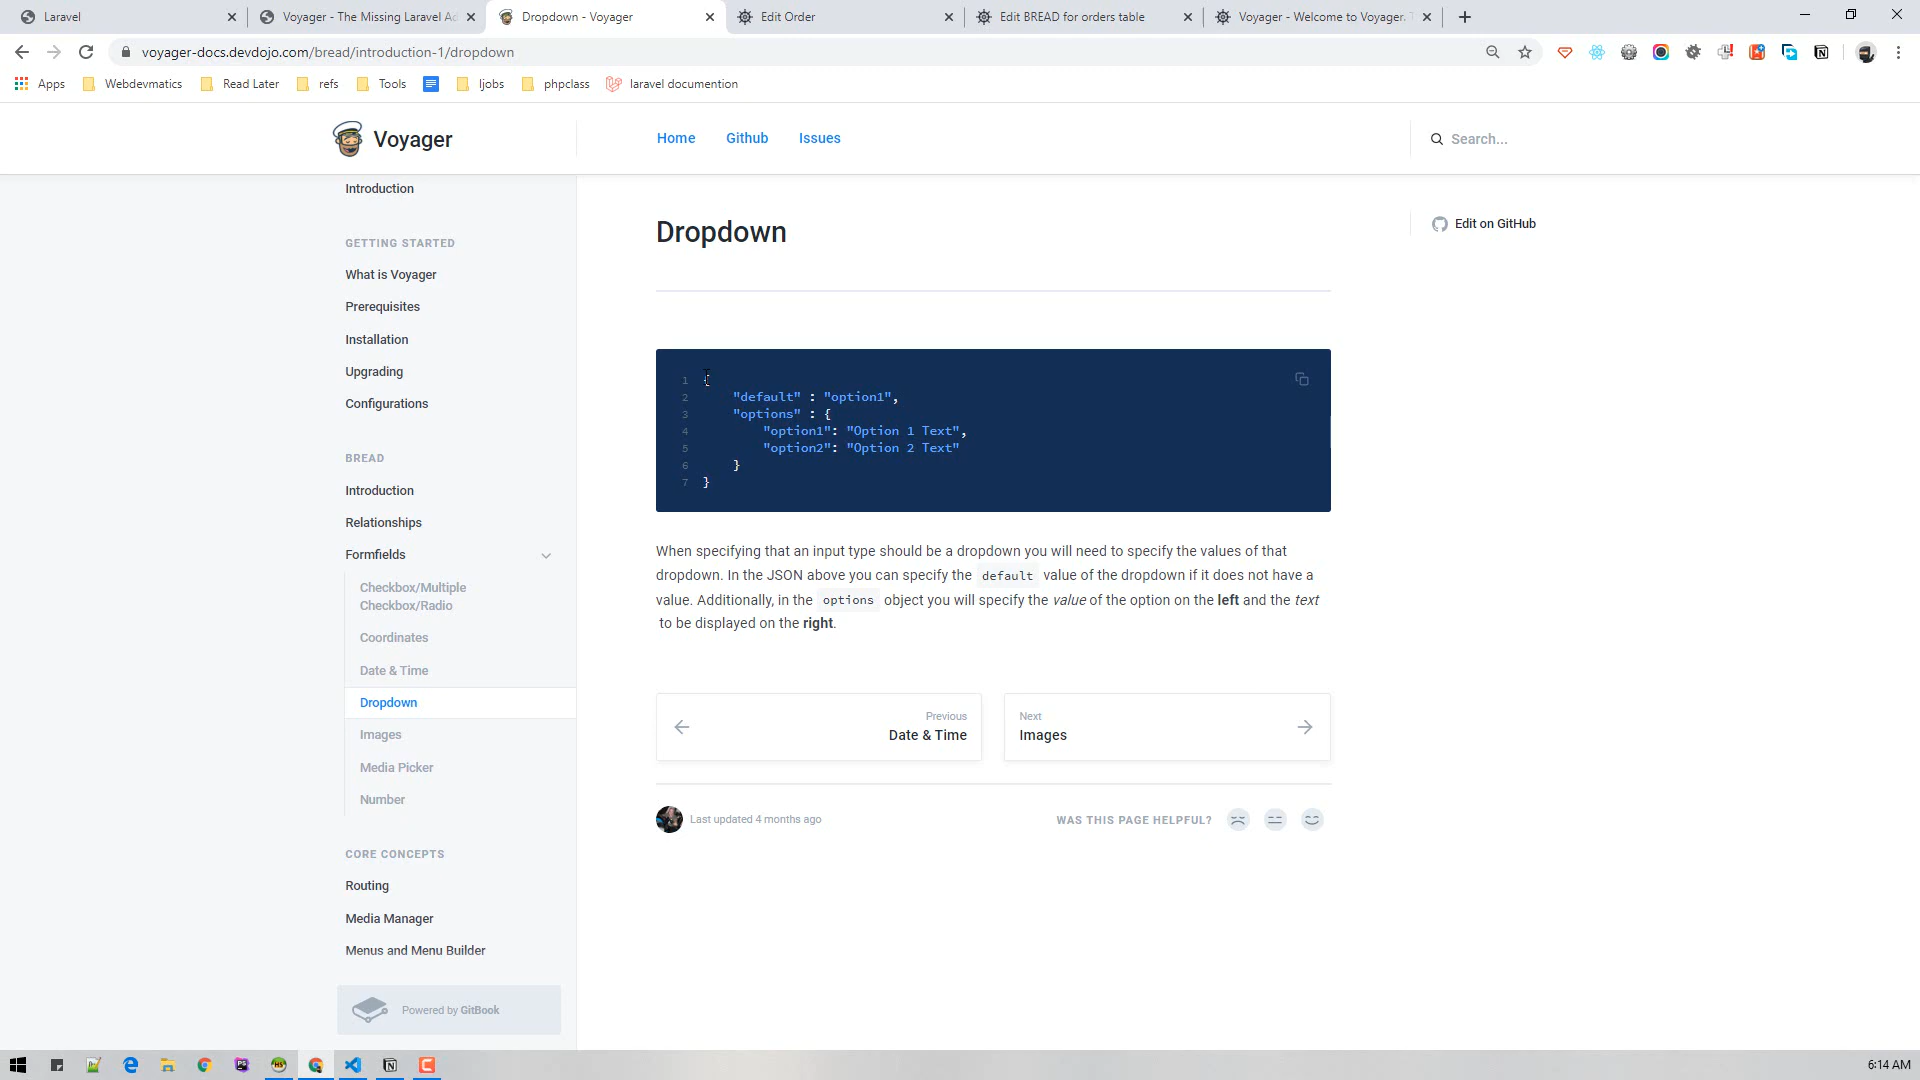 Laravel
Voyager - The Missing Laravel Ad
Dropdown - Voyager
Edit Order
Edit BREAD for orders table
Voyager - Welcome to Voyager. T
voyager-docs.devdojo.com/bread/introduction-1/dropdown
Apps
Webdevmatics
Read Later
refs
Tools
ljobs
phpclass
laravel documention
Voyager
Home
Github
Issues
Search...
Introduction
GETTING STARTED
What is Voyager
Prerequisites
Installation
Upgrading
Configurations
BREAD
Introduction
Relationships
Formfields
Checkbox/Multiple
Checkbox/Radio
Coordinates
Date & Time
Dropdown
Images
Media Picker
Number
CORE CONCEPTS
Routing
Media Manager
Menus and Menu Builder
Powered by GitBook
Dropdown
Edit on GitHub
1 {
2 "default" : "option1",
3 "options" : {
4 "option1": "Option 1 Text",
5 "option2": "Option 2 Text"
6 }
7 }
When specifying that an input type should be a dropdown you will need to specify the values of that
dropdown. In the JSON above you can specify the default value of the dropdown if it does not have a
value. Additionally, in the options object you will specify the value of the option on the left and the text
to be displayed on the right.
Previous
Date & Time
Next
Images
Last updated 4 months ago
WAS THIS PAGE HELPFUL?
6:14 AM